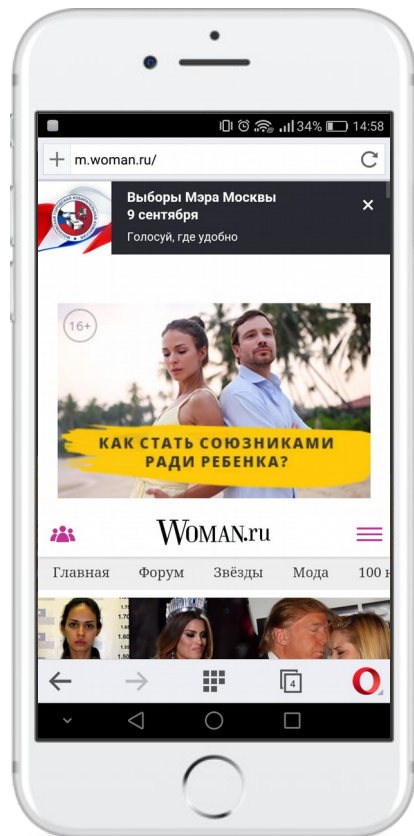 34% 14:58
m.woman.ru/
Выборы Мэра Москвы
9 сентября
Голосуй, где удобно
16+
КАК СТАТЬ СОЮЗНИКАМИ
РАДИ РЕБЕНКА?
WOMAN.ru
Главная Форум Звёзды Мода 100
4